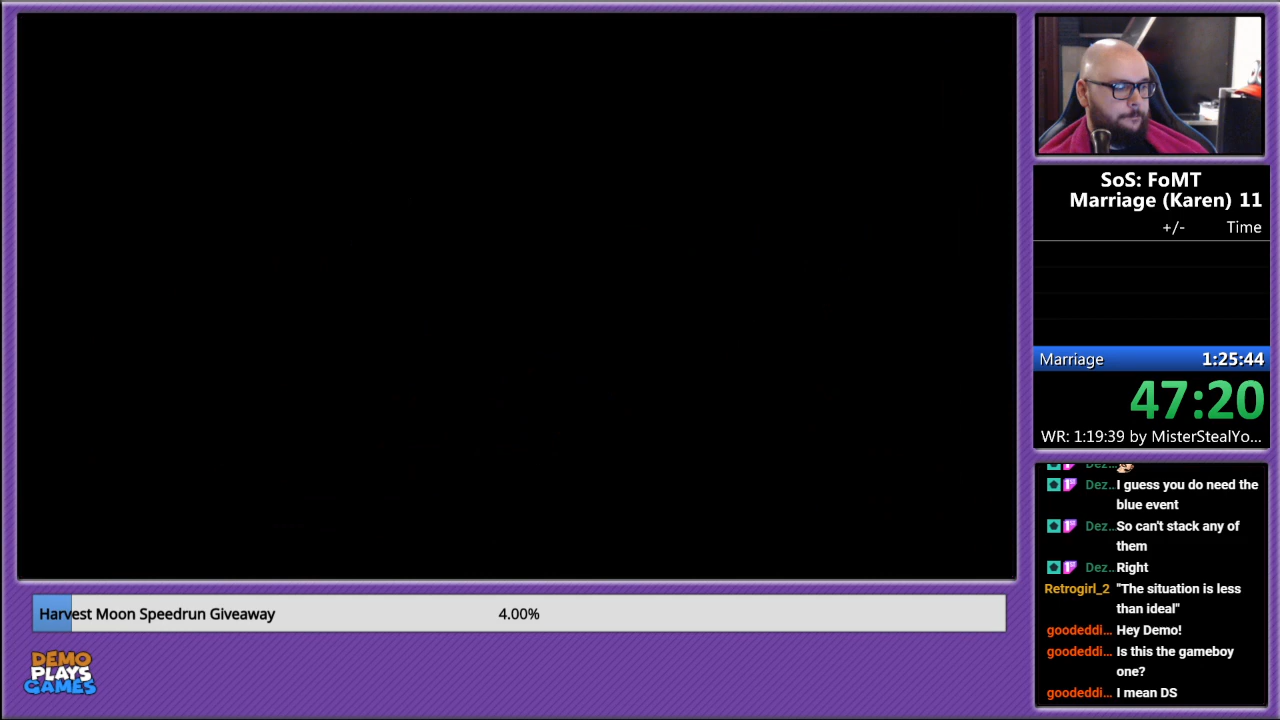 SoS: FoMT
Marriage (Karen) 11
+/- Time
Marriage 1:25:44
47:20
WR: 1:19:39 by MisterStealYo...
Dez...
Dez.. I guess you do need the
blue event
Dez.. So can't stack any of
them
Dez.. Right
Retrogirl_2 "The situation is less
than ideal"
goodeddi... Hey Demo!
goodeddi... Is this the gameboy
one?
goodeddi... I mean DS
Harvest Moon Speedrun Giveaway 4.00%
DEMO
PLAYS
GAMES